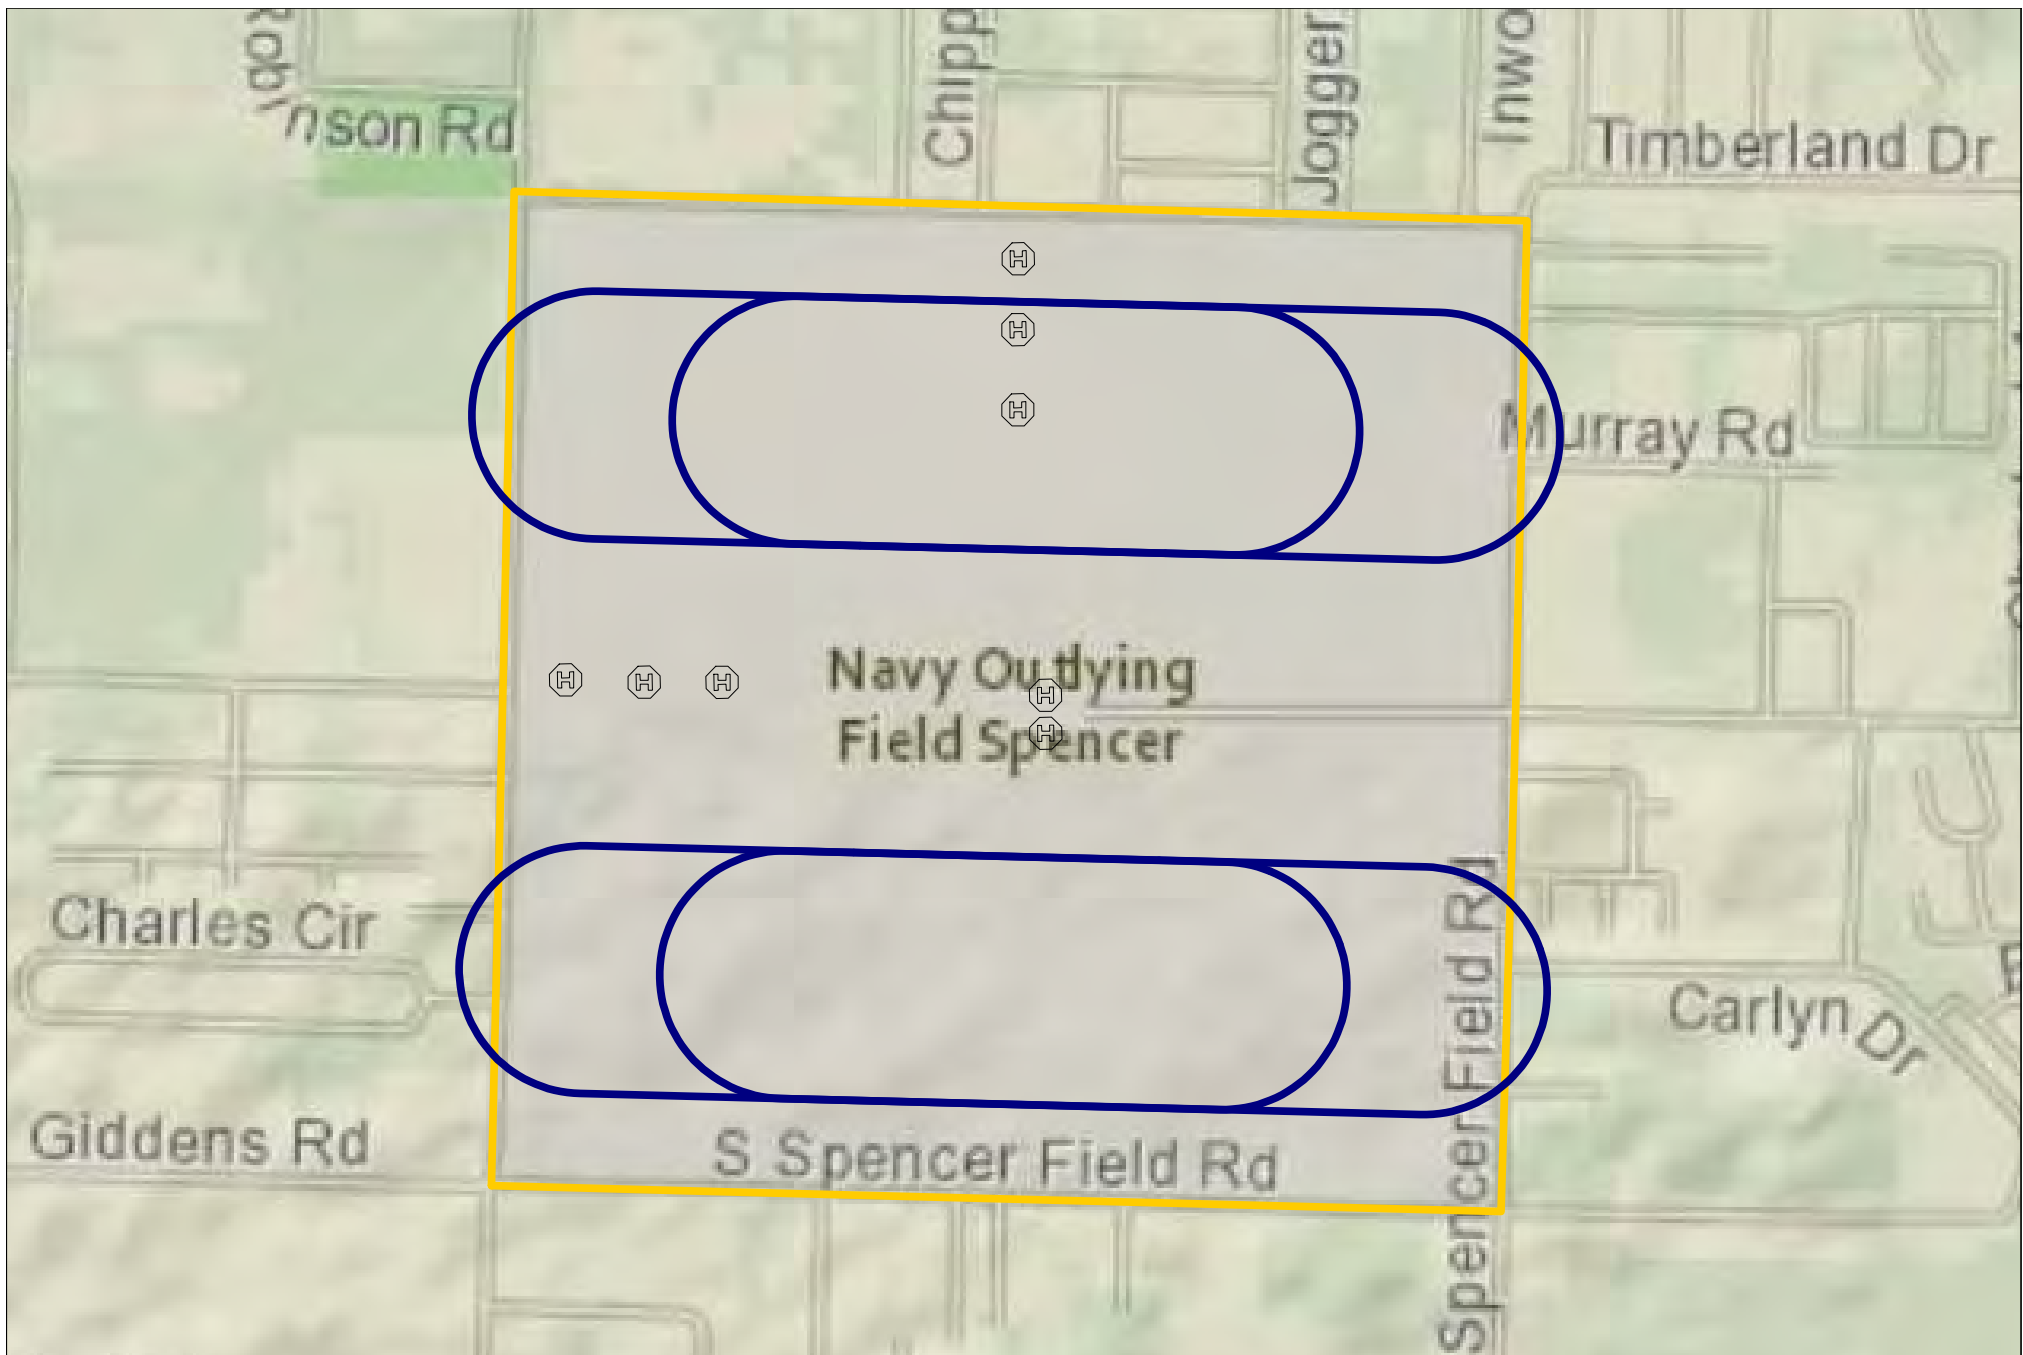 Robinson Rd
Chipp
Jogger
Inwo
Timberland Dr
Murray Rd
H
H
H
H
H
H
H
H
Navy Outlying
Field Spencer
Charles Cir
Carlyn Dr
Giddens Rd
S Spencer Field Rd
Spencer Field Rd